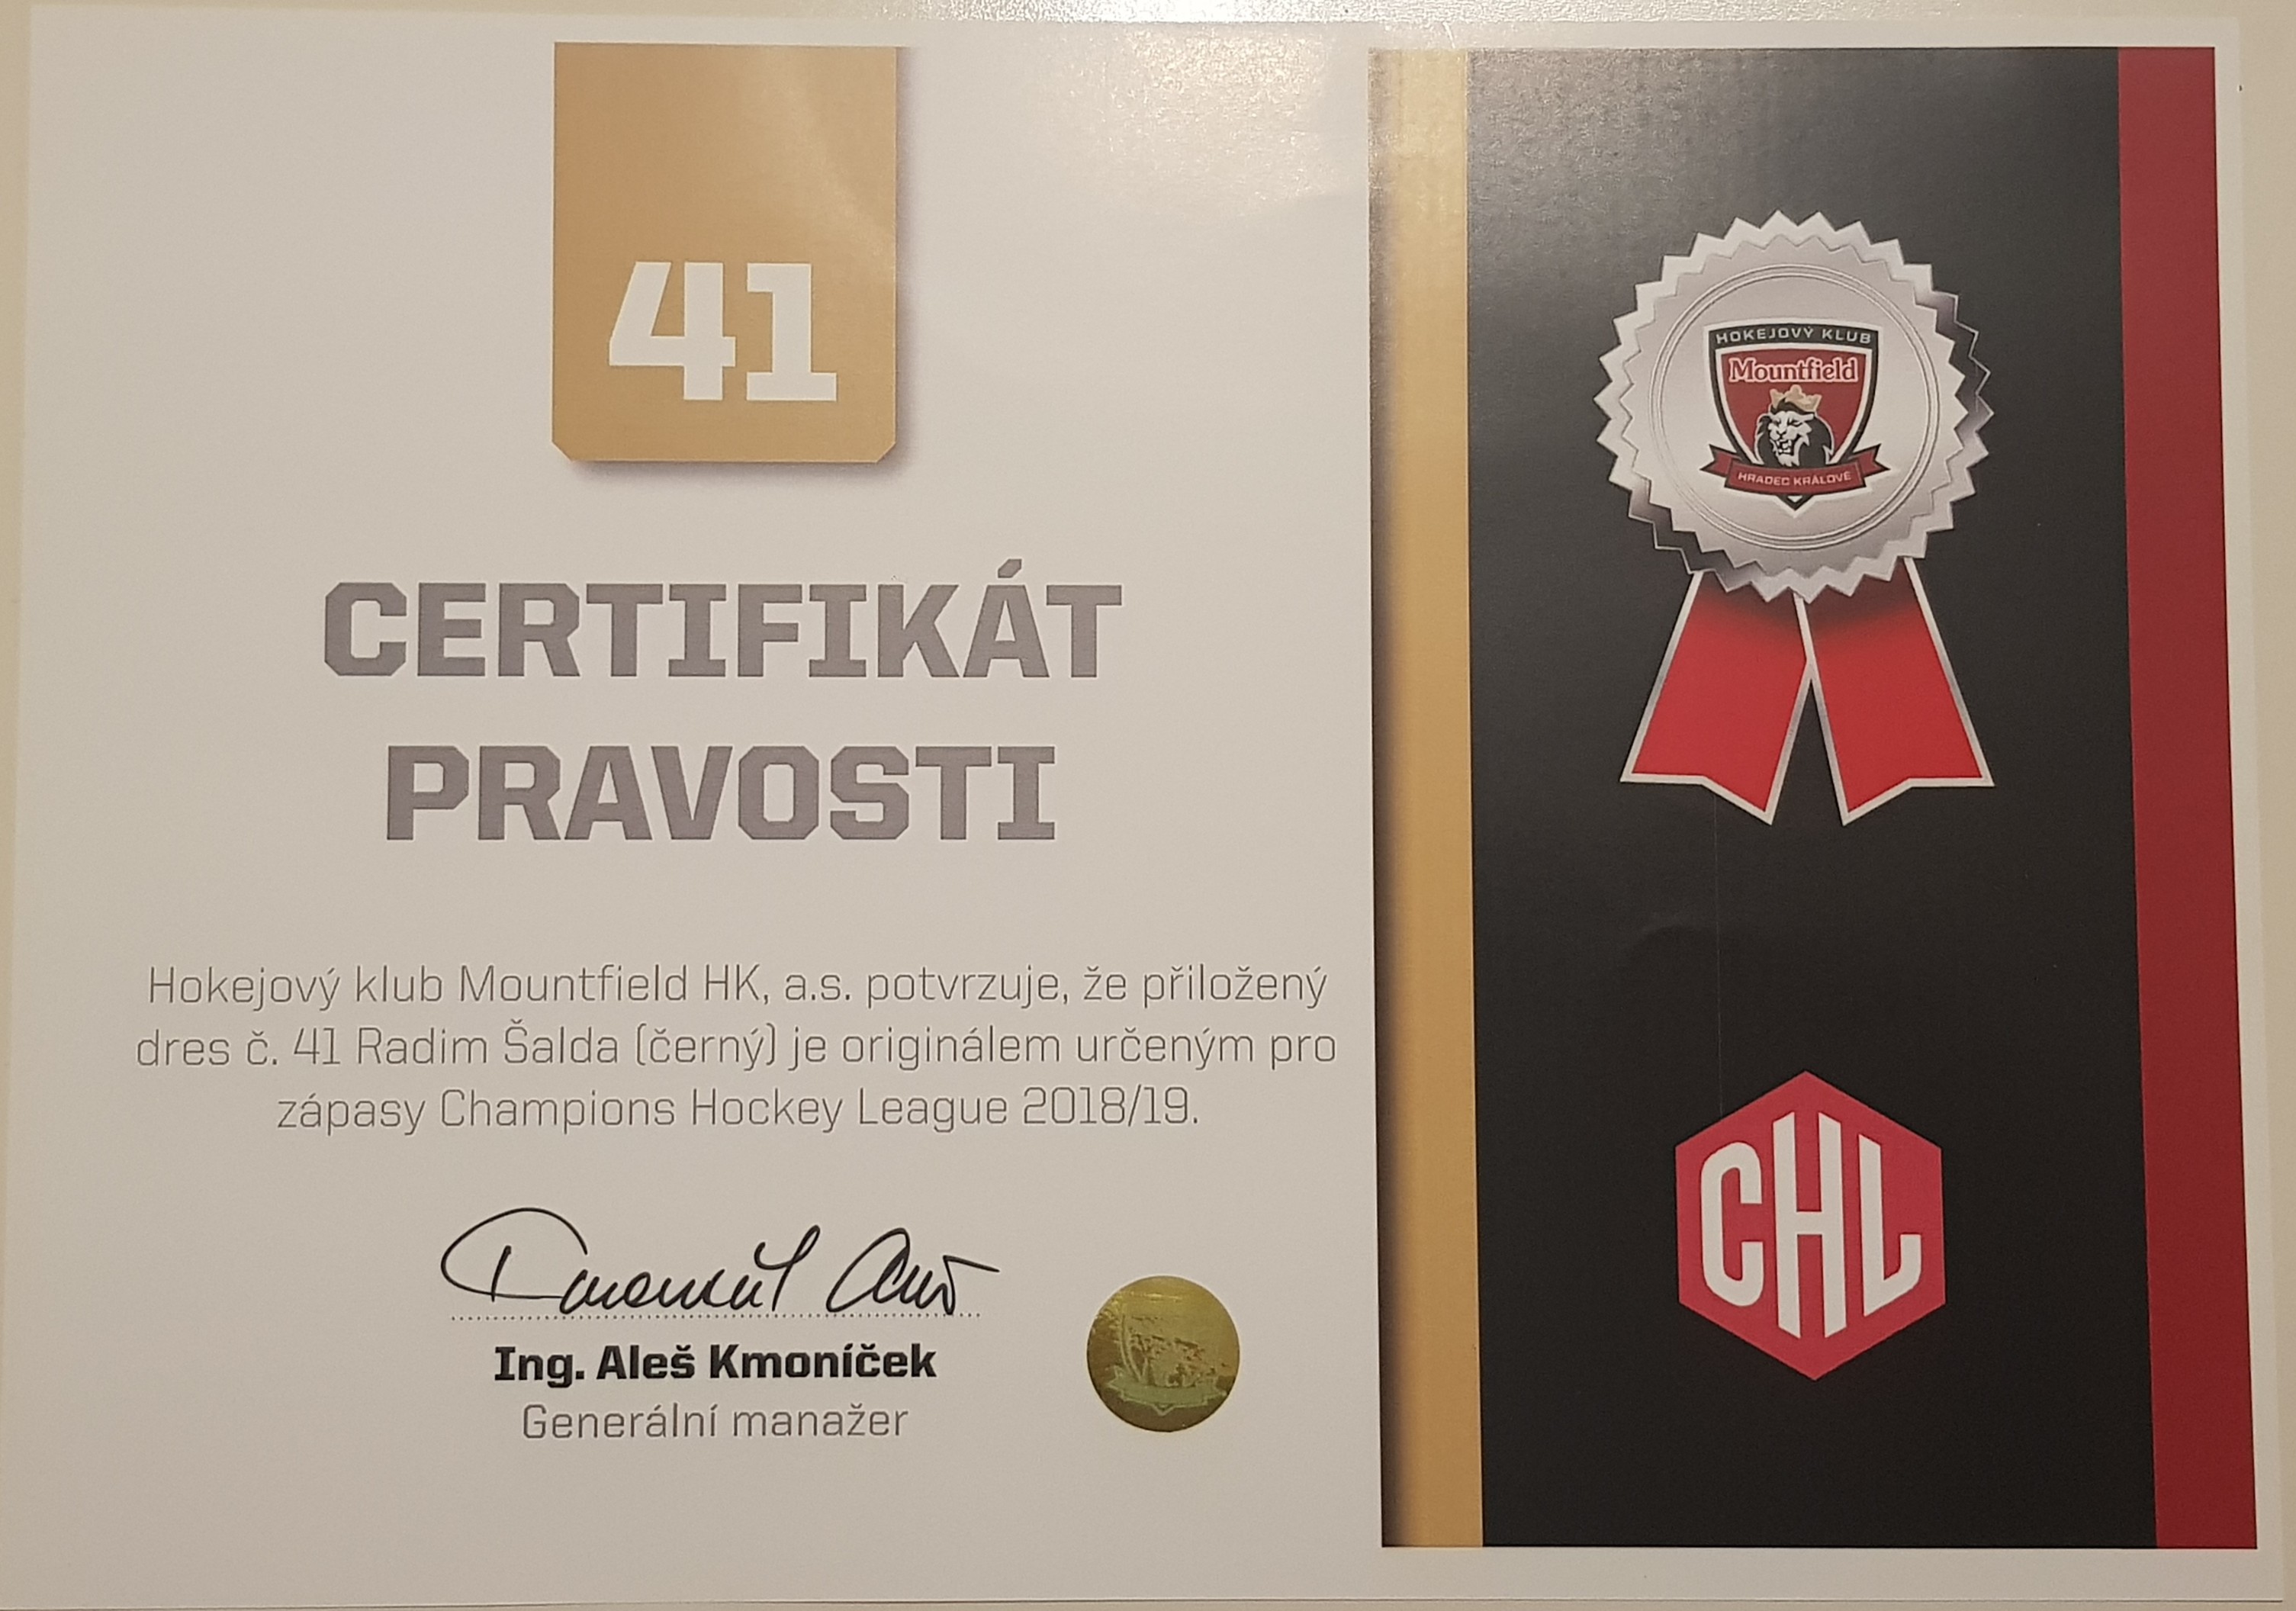 41
CERTIFIKÁT
PRAVOSTI
Hokejový klub Mountfield HK, a.s. potvrzuje, že přiložený
dres č. 41 Radim Šalda (černý) je originálem určeným pro
zápasy Champions Hockey League 2018/19.
Ing. Aleš Kmoníček
Generální manažer
HOKEJOVÝ KLUB
Mountfield
HRADEC KRÁLOVÉ
CHL